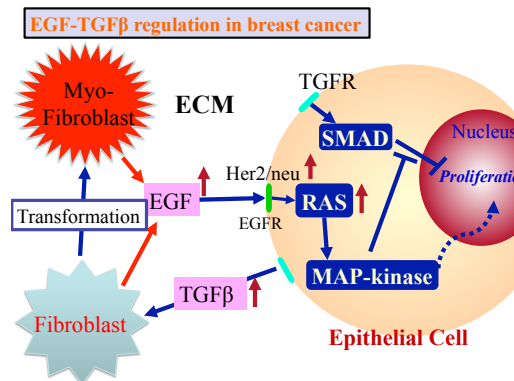 EGF-TGFβ regulation in breast cancer
Myo-
Fibroblast
ECM
TGFR
SMAD
Nucleus
Proliferatio
Her2/neu
EGF
EGFR
RAS
Transformation
MAP-kinase
TGFβ
Fibroblast
Epithelial Cell